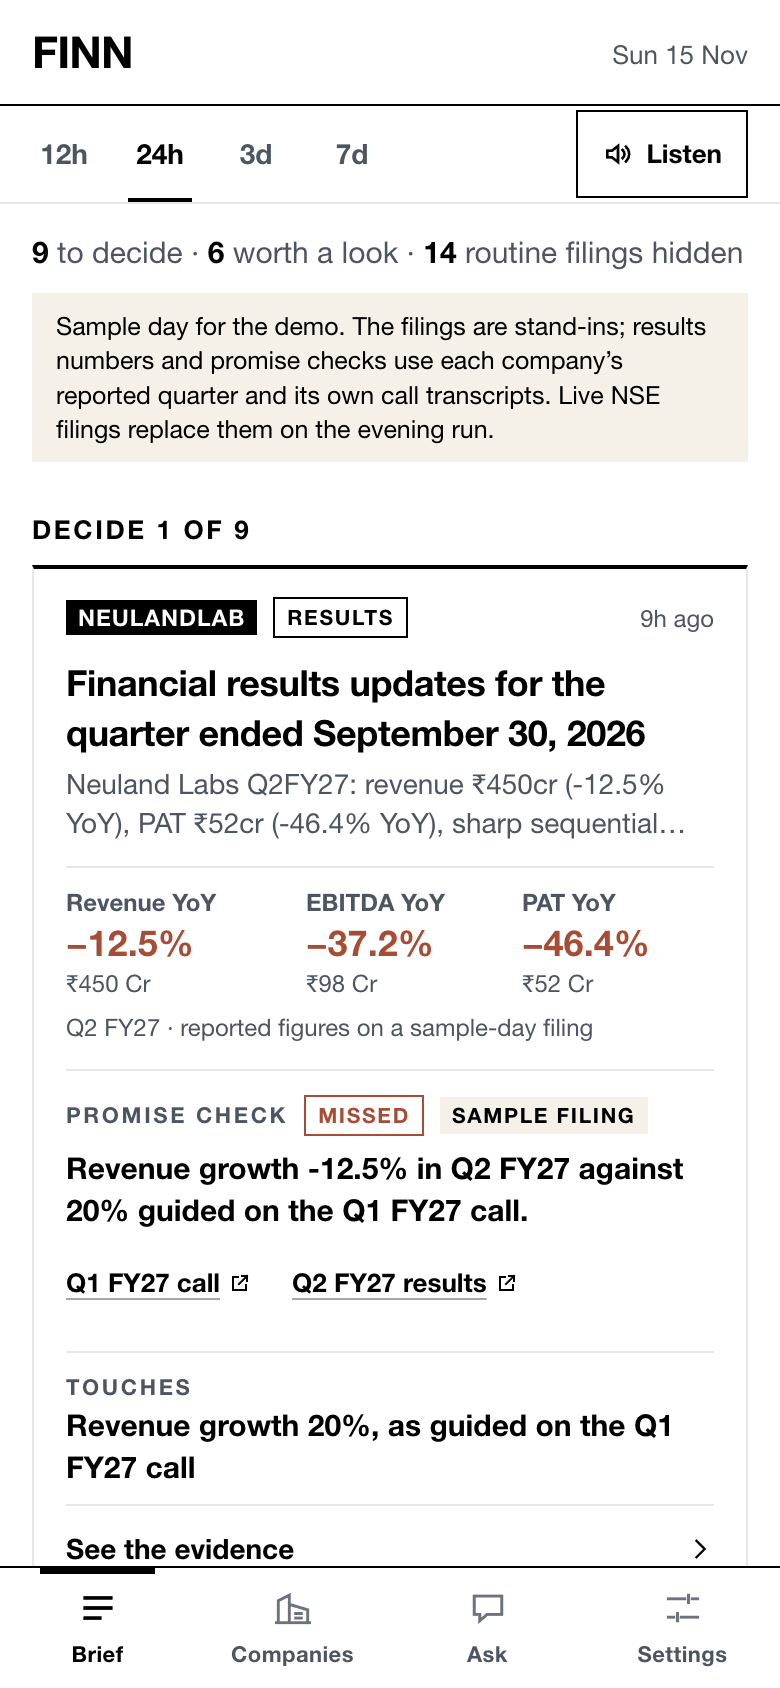 FINN
Sun 15 Nov
12h 24h 3d 7d
Listen
9 to decide · 6 worth a look · 14 routine filings hidden
Sample day for the demo. The filings are stand-ins; results
numbers and promise checks use each company’s
reported quarter and its own call transcripts. Live NSE
filings replace them on the evening run.
DECIDE 1 OF 9
NEULANDLAB RESULTS 9h ago
Financial results updates for the
quarter ended September 30, 2026
Neuland Labs Q2FY27: revenue ₹450cr (-12.5%
YoY), PAT ₹52cr (-46.4% YoY), sharp sequential…
Revenue YoY EBITDA YoY PAT YoY
−12.5% −37.2% −46.4%
₹450 Cr ₹98 Cr ₹52 Cr
Q2 FY27 · reported figures on a sample-day filing
PROMISE CHECK MISSED SAMPLE FILING
Revenue growth -12.5% in Q2 FY27 against
20% guided on the Q1 FY27 call.
Q1 FY27 call Q2 FY27 results
TOUCHES
Revenue growth 20%, as guided on the Q1
FY27 call
See the evidence
Brief Companies Ask Settings